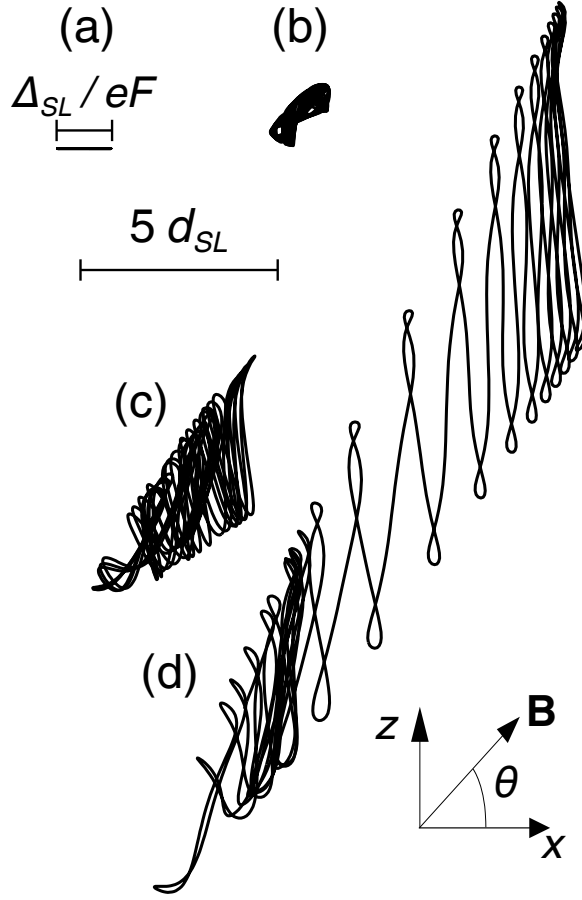 (a)
(b)
Δ_SL / eF
5 d_SL
(c)
(d)
z
B
θ
x